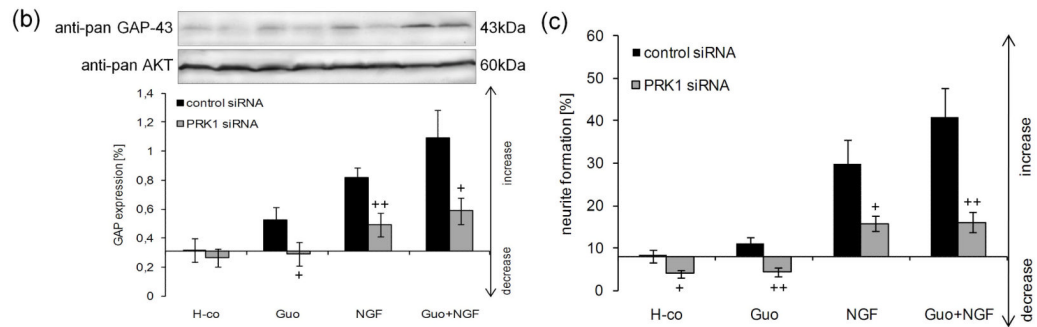 (b)
anti-pan GAP-43
43kDa
anti-pan AKT
60kDa
1,4
1,2
1
0,8
0,6
0,4
0,2
0
GAP expression [%]
control siRNA
PRK1 siRNA
+
++
+
H-co
Guo
NGF
Guo+NGF
increase
decrease
(c)
60
50
40
30
20
10
0
neurite formation [%]
control siRNA
PRK1 siRNA
+
++
+
++
H-co
Guo
NGF
Guo+NGF
increase
decrease